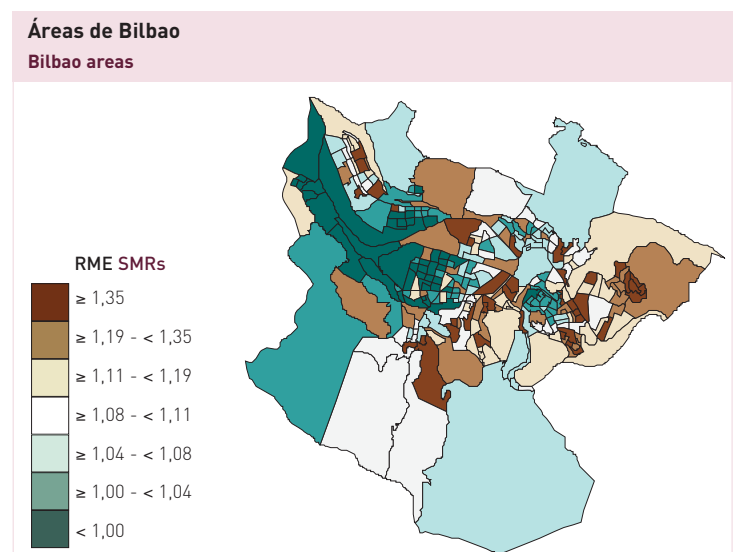 Áreas de Bilbao
Bilbao areas
RME SMRs
≥ 1,35
≥ 1,19 - < 1,35
≥ 1,11 - < 1,19
≥ 1,08 - < 1,11
≥ 1,04 - < 1,08
≥ 1,00 - < 1,04
< 1,00